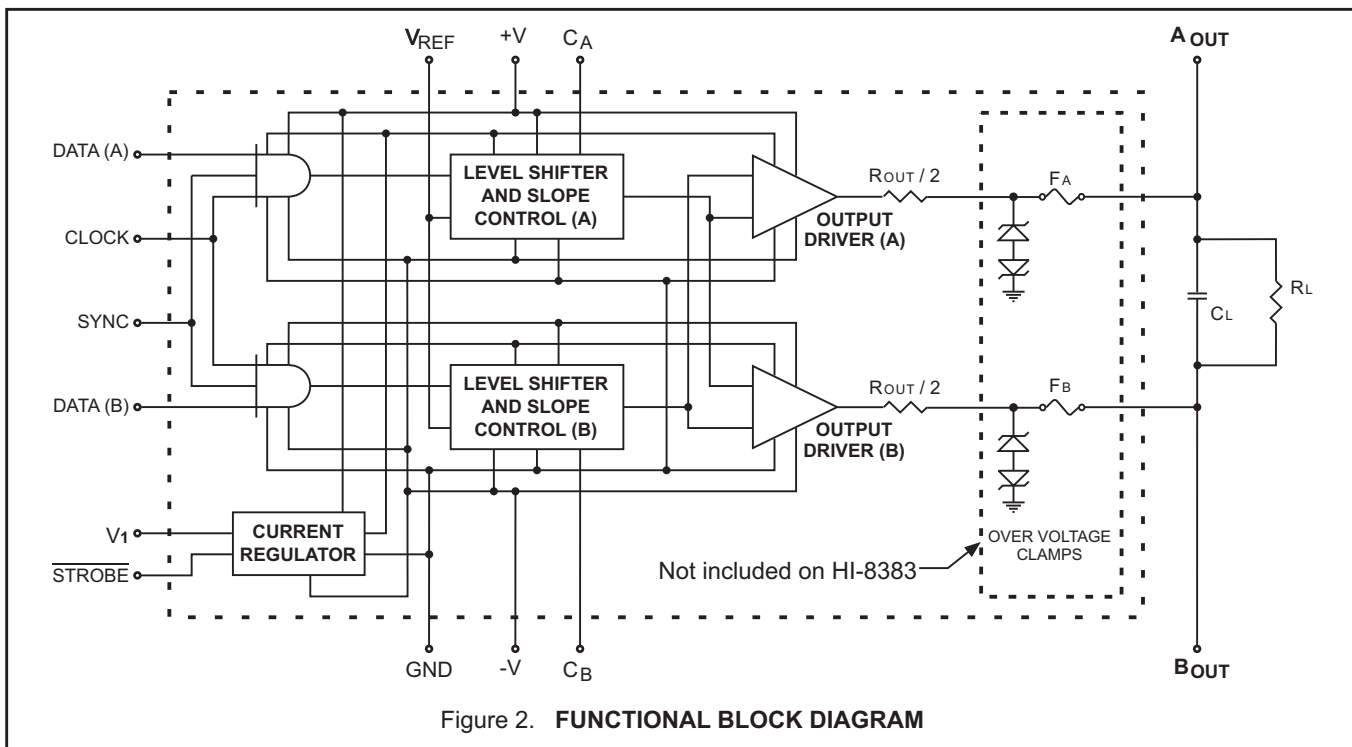 VREF
+V
CA
AOUT
DATA (A)
LEVEL SHIFTER
AND SLOPE
CONTROL (A)
ROUT / 2
FA
OUTPUT
DRIVER (A)
CLOCK
CL
RL
SYNC
DATA (B)
LEVEL SHIFTER
AND SLOPE
CONTROL (B)
ROUT / 2
FB
OUTPUT
DRIVER (B)
V1
CURRENT
REGULATOR
STROBE
OVER VOLTAGE
CLAMPS
Not included on HI-8383
GND
-V
CB
BOUT
Figure 2. FUNCTIONAL BLOCK DIAGRAM